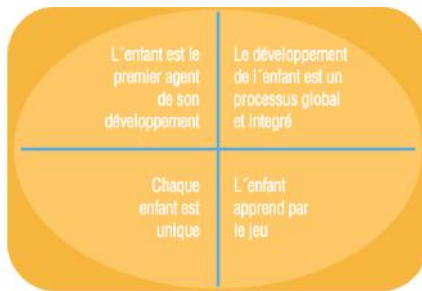 L´enfant est le
premier agent
de son
développement
Le développement
de l´enfant est un
processus global
et intégré
Chaque
enfant est
unique
L´enfant
apprend par
le jeu